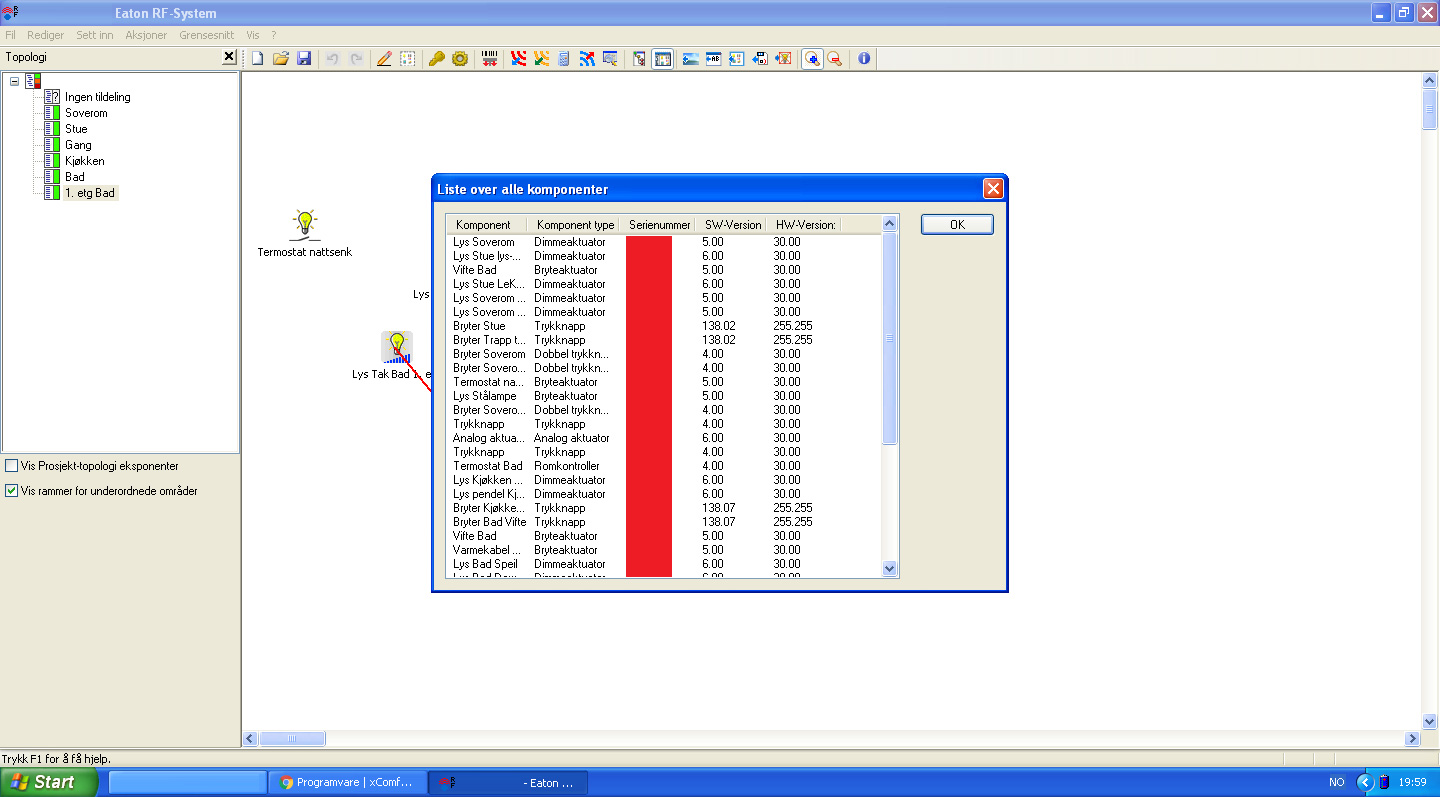 Eaton RF-System
Fil Rediger Sett inn Aksjoner Grensesnitt Vis ?
Topologi
Ingen tildeling
Soverom
Stue
Gang
Kjøkken
Bad
1. etg Bad
Vis Prosjekt-topologi eksponenter
Vis rammer for underordnede områder
Termostat nattsenk
Lys
Lys Tak Bad 1. e
Liste over alle komponenter
OK
Komponent Komponent type Serienummer SW-Version HW-Version:
Lys Soverom Dimmeaktuator 5.00 30.00
Lys Stue lys-... Dimmeaktuator 6.00 30.00
Vifte Bad Bryteaktuator 5.00 30.00
Lys Stue LeK... Dimmeaktuator 6.00 30.00
Lys Soverom ... Dimmeaktuator 5.00 30.00
Lys Soverom ... Dimmeaktuator 5.00 30.00
Bryter Stue Trykknapp 138.02 255.255
Bryter Trapp t... Trykknapp 138.02 255.255
Bryter Soverom Dobbel trykkn... 4.00 30.00
Bryter Sovero... Dobbel trykkn... 4.00 30.00
Termostat na... Bryteaktuator 5.00 30.00
Lys Stålampe Bryteaktuator 5.00 30.00
Bryter Sovero... Dobbel trykkn... 4.00 30.00
Trykknapp Trykknapp 4.00 30.00
Analog aktua... Analog aktuator 6.00 30.00
Trykknapp Trykknapp 4.00 30.00
Termostat Bad Romkontroller 4.00 30.00
Lys Kjøkken ... Dimmeaktuator 6.00 30.00
Lys pendel Kj... Dimmeaktuator 6.00 30.00
Bryter Kjøkke... Trykknapp 138.07 255.255
Bryter Bad Vifte Trykknapp 138.07 255.255
Vifte Bad Bryteaktuator 5.00 30.00
Varmekabel ... Bryteaktuator 5.00 30.00
Lys Bad Speil Dimmeaktuator 6.00 30.00
Trykk F1 for å få hjelp.
Start
Programvare | xComf...
- Eaton ...
NO
19:59